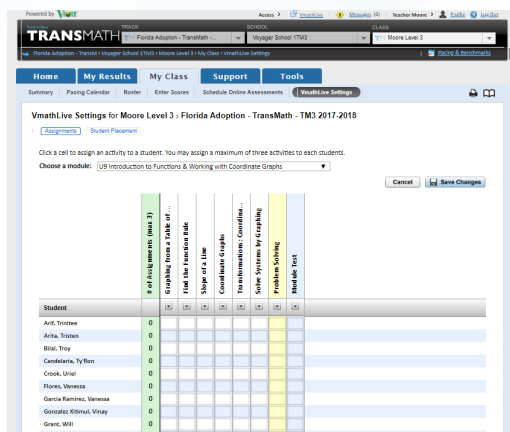 Powered by Vmath
Access > VmathLive Messages (0) Teacher Moore > Profile Log Out
TRANSMATH
TRACK SCHOOL CLASS
Florida Adoption - TransMath -... Voyager School 1TM3 Moore Level 3
Florida Adoption - TransM > Voyager School 1TM3 > Moore Level 3 > My Class > VmathLive Settings Pacing & Benchmarks
Home My Results My Class Support Tools
Summary Pacing Calendar Roster Enter Scores Schedule Online Assessments VmathLive Settings
VmathLive Settings for Moore Level 3 > Florida Adoption - TransMath - TM3 2017-2018
Assignments Student Placement
Click a cell to assign an activity to a student. You may assign a maximum of three activities to each students.
Choose a module: U9 Introduction to Functions & Working with Coordinate Graphs
Cancel Save Changes
# of Assignments (max 3)
Graphing from a Table of...
Find the Function Rule
Slope of a Line
Coordinate Graphs
Transformations: Coordina...
Solve Systems by Graphing
Problem Solving
Module Test
Student
Arif, Trinitee 0
Arita, Tristen 0
Bilal, Troy 0
Candelaria, Ty'Ron 0
Crook, Uriel 0
Flores, Vanessa 0
Garcia Ramirez, Vanessa 0
Gonzalez Xitimul, Vinay 0
Grant, Will 0